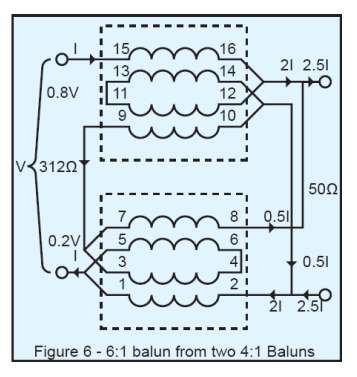 I 15 16 2I 2.5I
13 14
0.8V 11 12
9 10
V 312Ω
50Ω
7 8 0.5I
0.2V 5 6
I 3 4 0.5I
1 2
2I 2.5I
Figure 6 - 6:1 balun from two 4:1 Baluns